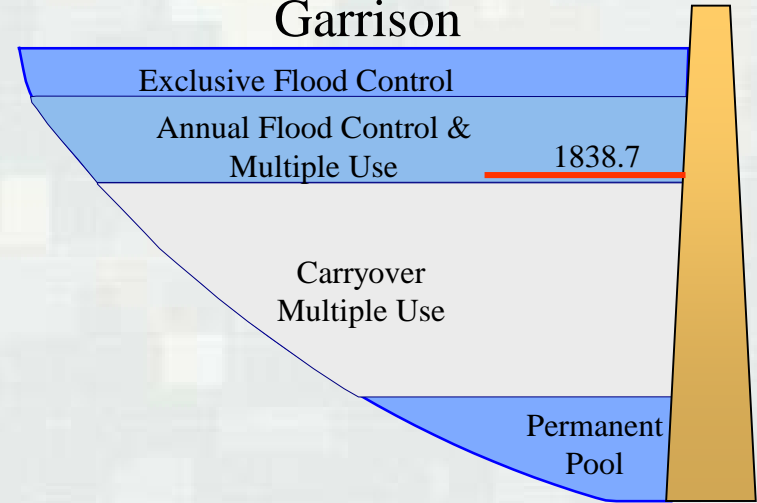 Garrison
Exclusive Flood Control
Annual Flood Control &
Multiple Use
1838.7
Carryover
Multiple Use
Permanent
Pool